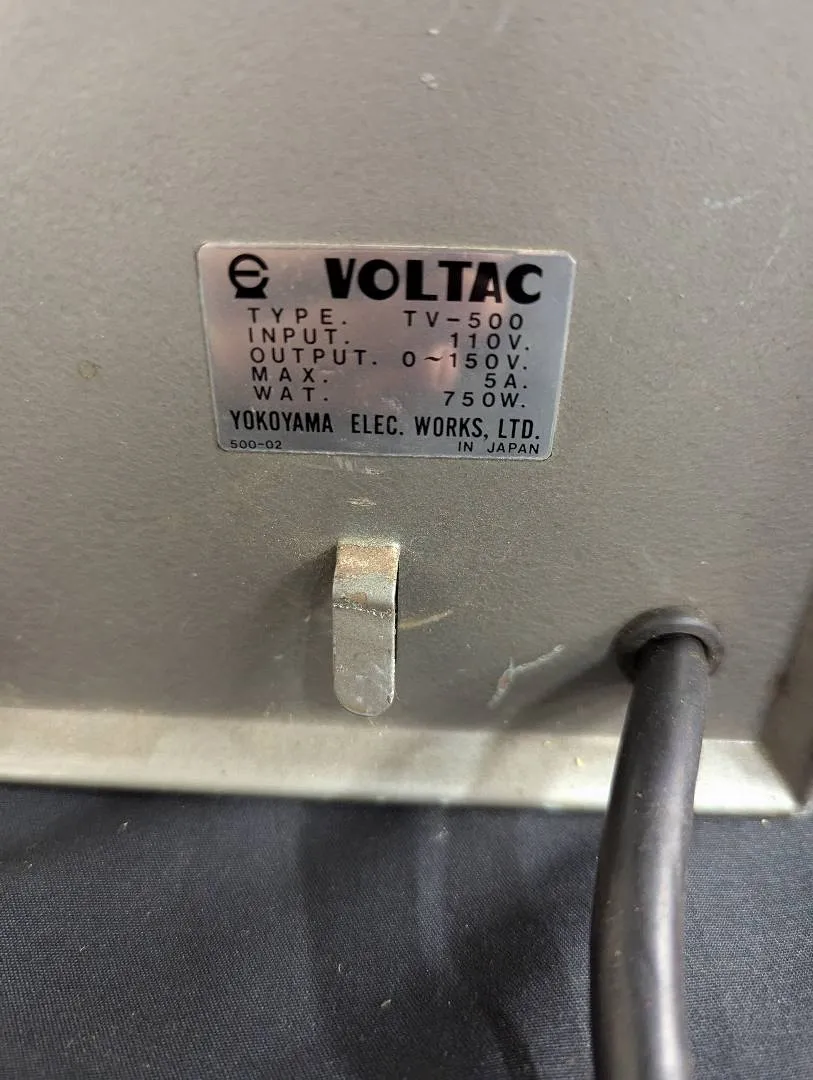 VOLTAC
TYPE. TV-500
INPUT. 110V.
OUTPUT. 0~150V.
MAX. 5A.
WAT. 750W.
YOKOYAMA ELEC. WORKS, LTD.
500-02 IN JAPAN